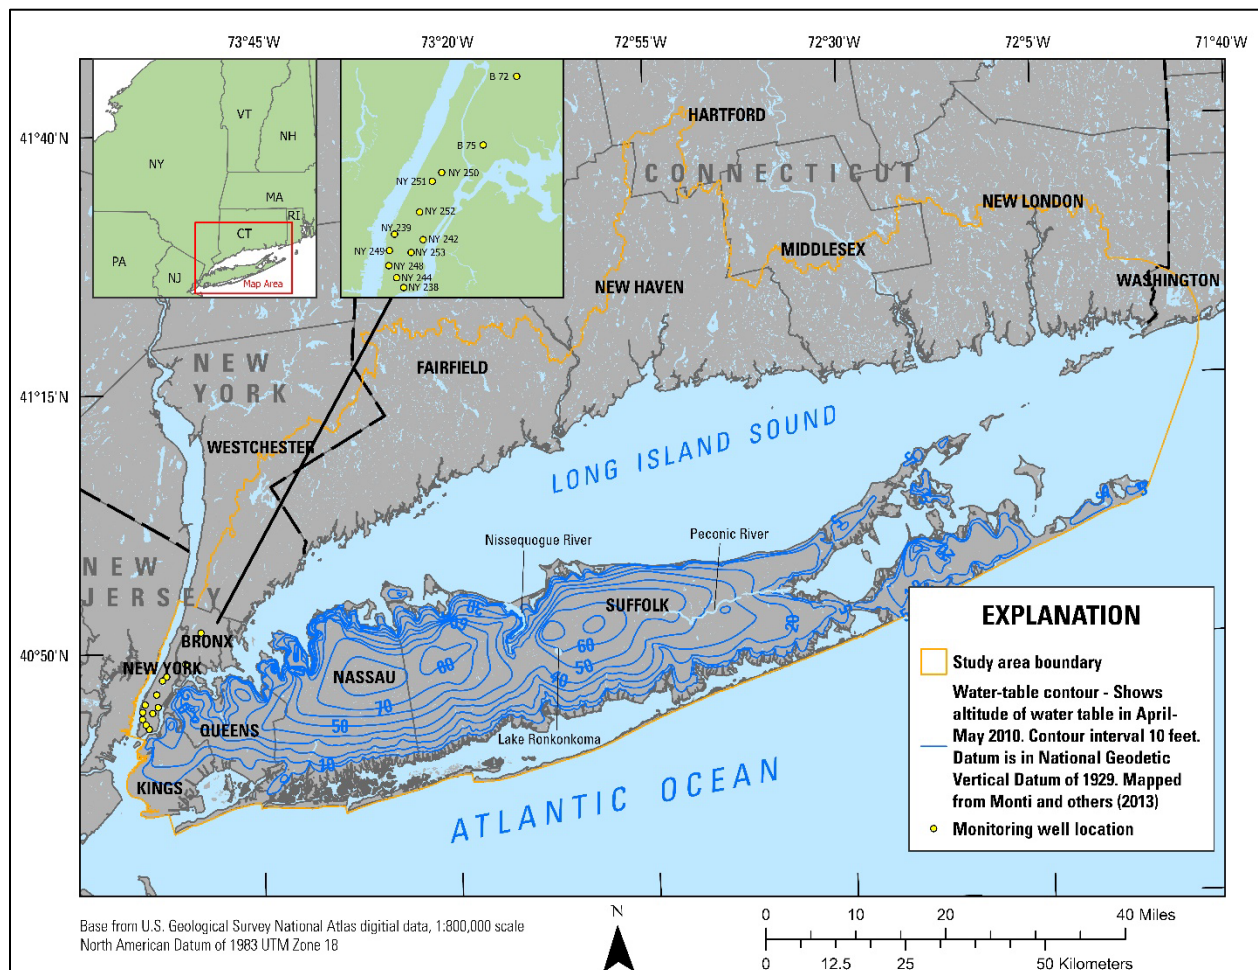 73°45'W 73°20'W 72°55'W 72°30'W 72°5'W 71°40'W
41°40'N
41°15'N
40°50'N
VT
NH
NY
MA
RI
CT
PA
NJ
Map Area
B 72
B 75
NY 250
NY 251
NY 252
NY 239
NY 242
NY 249
NY 253
NY 248
NY 244
NY 238
HARTFORD
CONNECTICUT
NEW LONDON
MIDDLESEX
WASHINGTON
NEW HAVEN
FAIRFIELD
NEW
YORK
WESTCHESTER
LONG ISLAND SOUND
NEW
JERSEY
Nissequogue River
Peconic River
SUFFOLK
BRONX
NEW YORK
NASSAU
QUEENS
KINGS
Lake Ronkonkoma
60
50
40
20
70
50
10
ATLANTIC OCEAN
EXPLANATION
Study area boundary
Water-table contour - Shows
altitude of water table in April-
May 2010. Contour interval 10 feet.
Datum is in National Geodetic
Vertical Datum of 1929. Mapped
from Monti and others (2013)
Monitoring well location
Base from U.S. Geological Survey National Atlas digitial data, 1:800,000 scale
North American Datum of 1983 UTM Zone 18
N
0 10 20 40 Miles
0 12.5 25 50 Kilometers